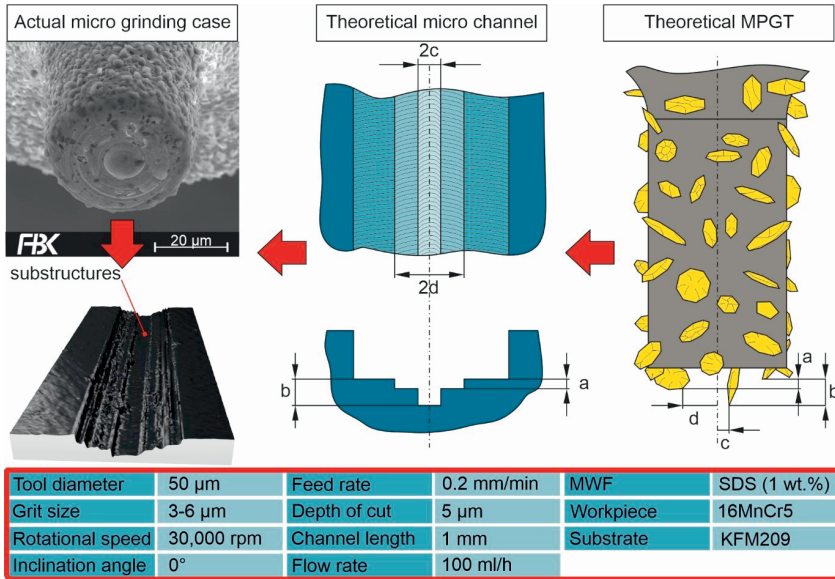 Actual micro grinding case
Theoretical micro channel
Theoretical MPGT
2c
2d
FBK
20 µm
substructures
b
a
a
b
d
c
Tool diameter 50 µm Feed rate 0.2 mm/min MWF SDS (1 wt.%)
Grit size 3-6 µm Depth of cut 5 µm Workpiece 16MnCr5
Rotational speed 30,000 rpm Channel length 1 mm Substrate KFM209
Inclination angle 0° Flow rate 100 ml/h